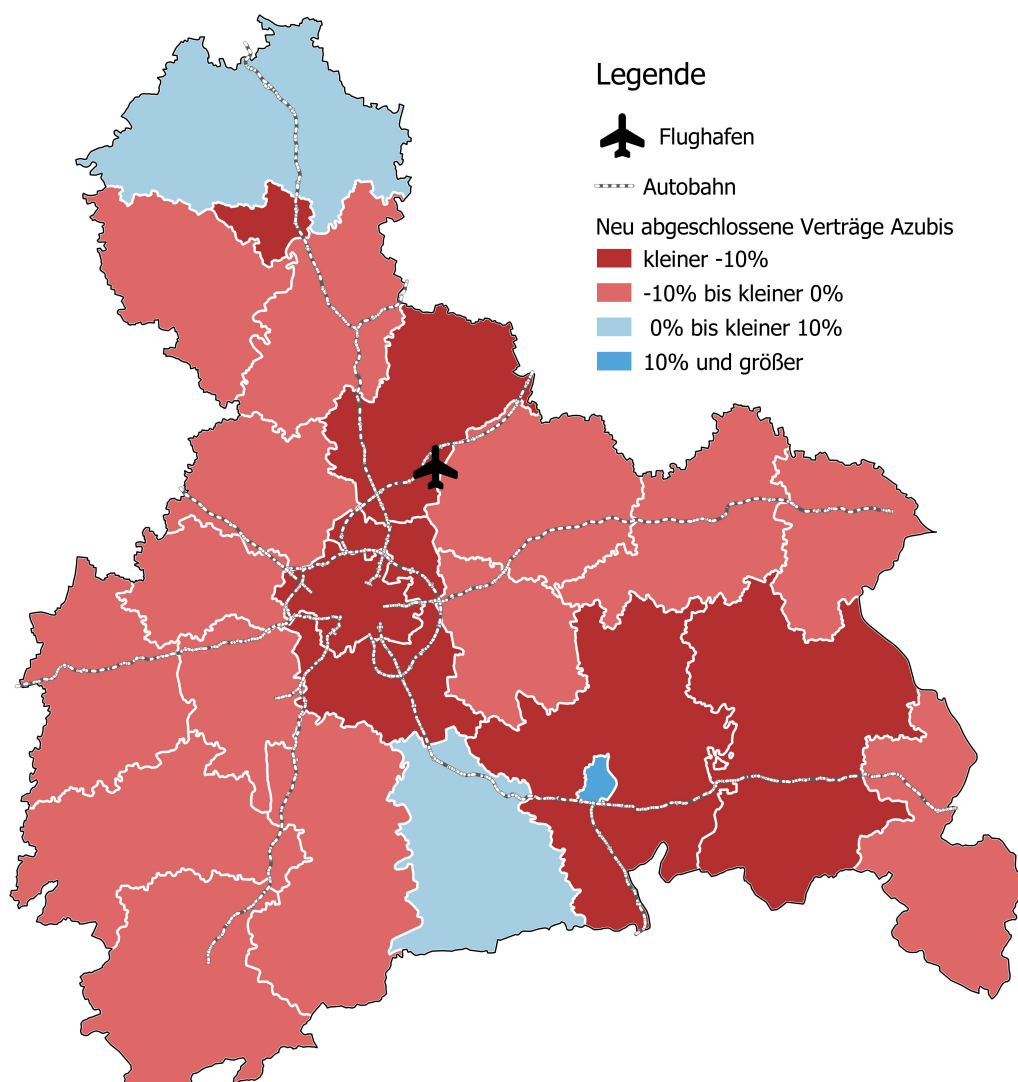 Legende
Flughafen
Autobahn
Neu abgeschlossene Verträge Azubis
kleiner -10%
-10% bis kleiner 0%
0% bis kleiner 10%
10% und größer